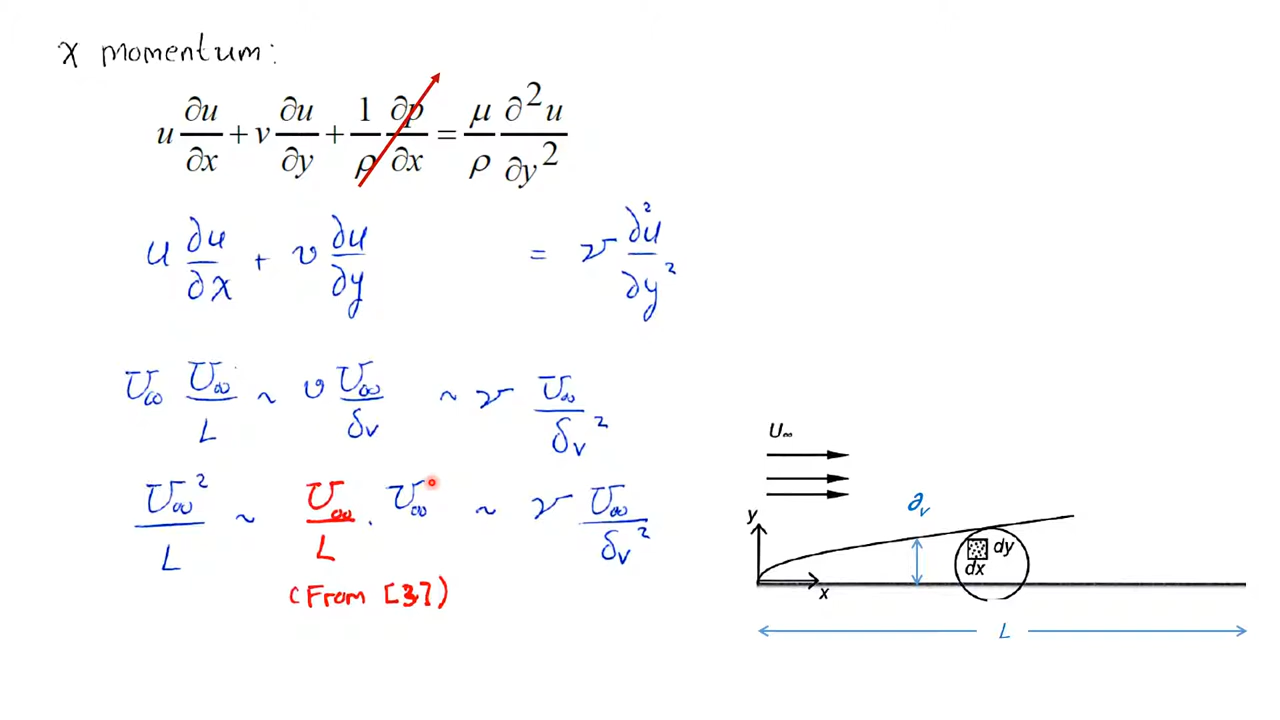 x momentum:
u ∂u/∂x + v ∂u/∂y + 1/ρ ∂p/∂x = μ/ρ ∂²u/∂y²
u ∂u/∂x + v ∂u/∂y = ν ∂²u/∂y²
U∞ U∞/L ~ v U∞/δv ~ ν U∞/δv²
U∞²/L ~ U∞/L · U∞ ~ ν U∞/δv²
(From [3])
U∞
∂v
y
dy
dx
x
L